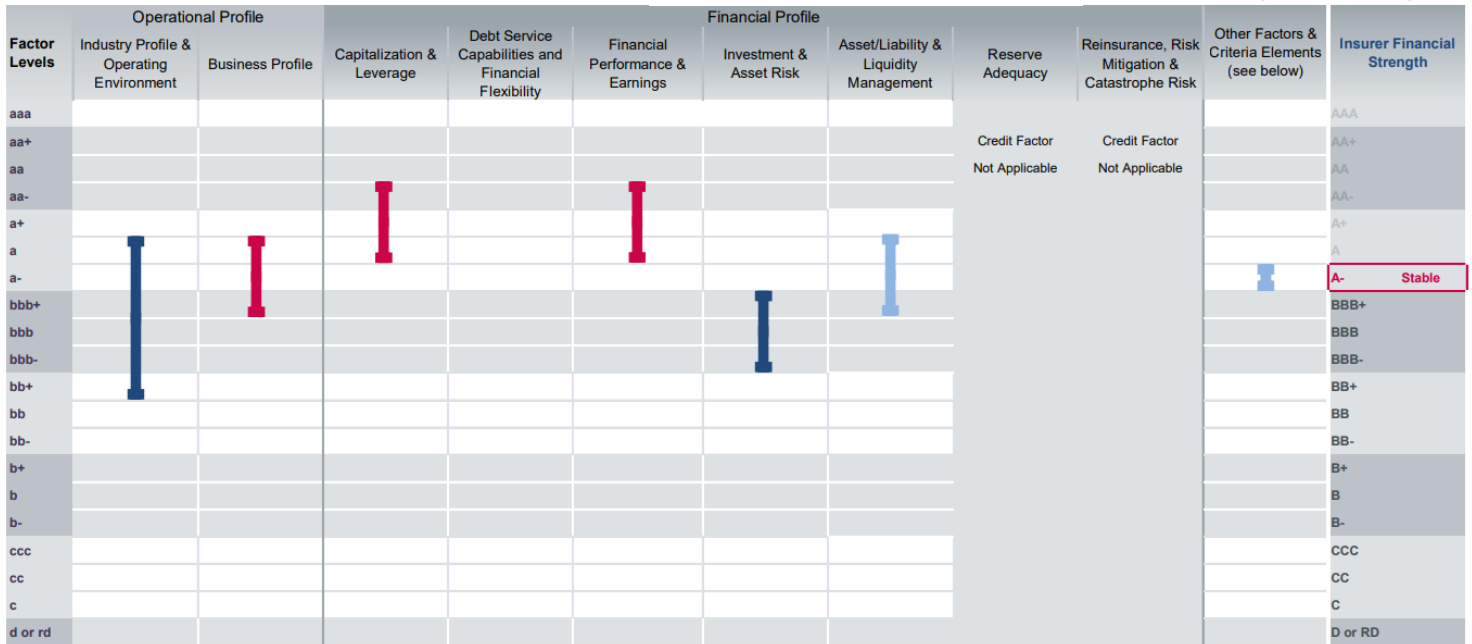 Operational Profile
Financial Profile
Factor
Levels
Industry Profile &
Operating
Environment
Business Profile
Capitalization &
Leverage
Debt Service
Capabilities and
Financial
Flexibility
Financial
Performance &
Earnings
Investment &
Asset Risk
Asset/Liability &
Liquidity
Management
Reserve
Adequacy
Reinsurance, Risk
Mitigation &
Catastrophe Risk
Other Factors &
Criteria Elements
(see below)
Insurer Financial
Strength
aaa AAA
aa+ Credit Factor Credit Factor AA+
aa Not Applicable Not Applicable AA
aa- AA-
a+ A+
a A
a- A- Stable
bbb+ BBB+
bbb BBB
bbb- BBB-
bb+ BB+
bb BB
bb- BB-
b+ B+
b B
b- B-
ccc CCC
cc CC
c C
d or rd D or RD